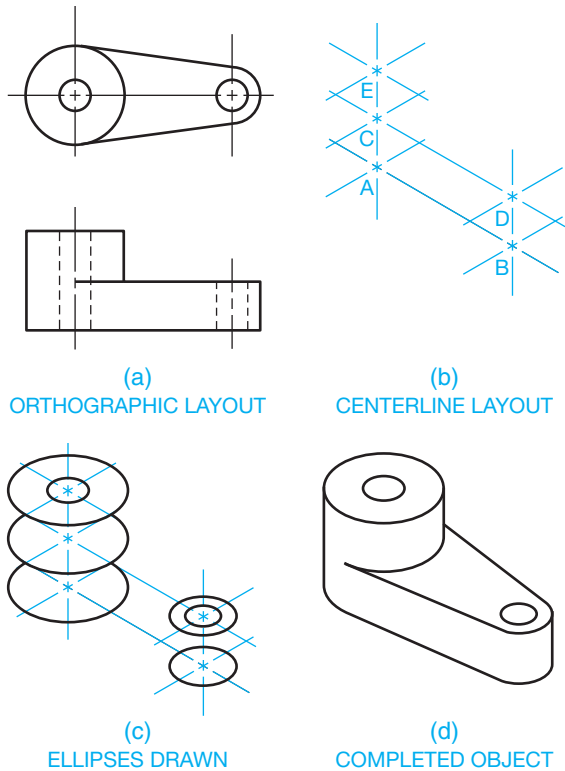 E
C
A
D
B
(a)
ORTHOGRAPHIC LAYOUT
(b)
CENTERLINE LAYOUT
(c)
ELLIPSES DRAWN
(d)
COMPLETED OBJECT